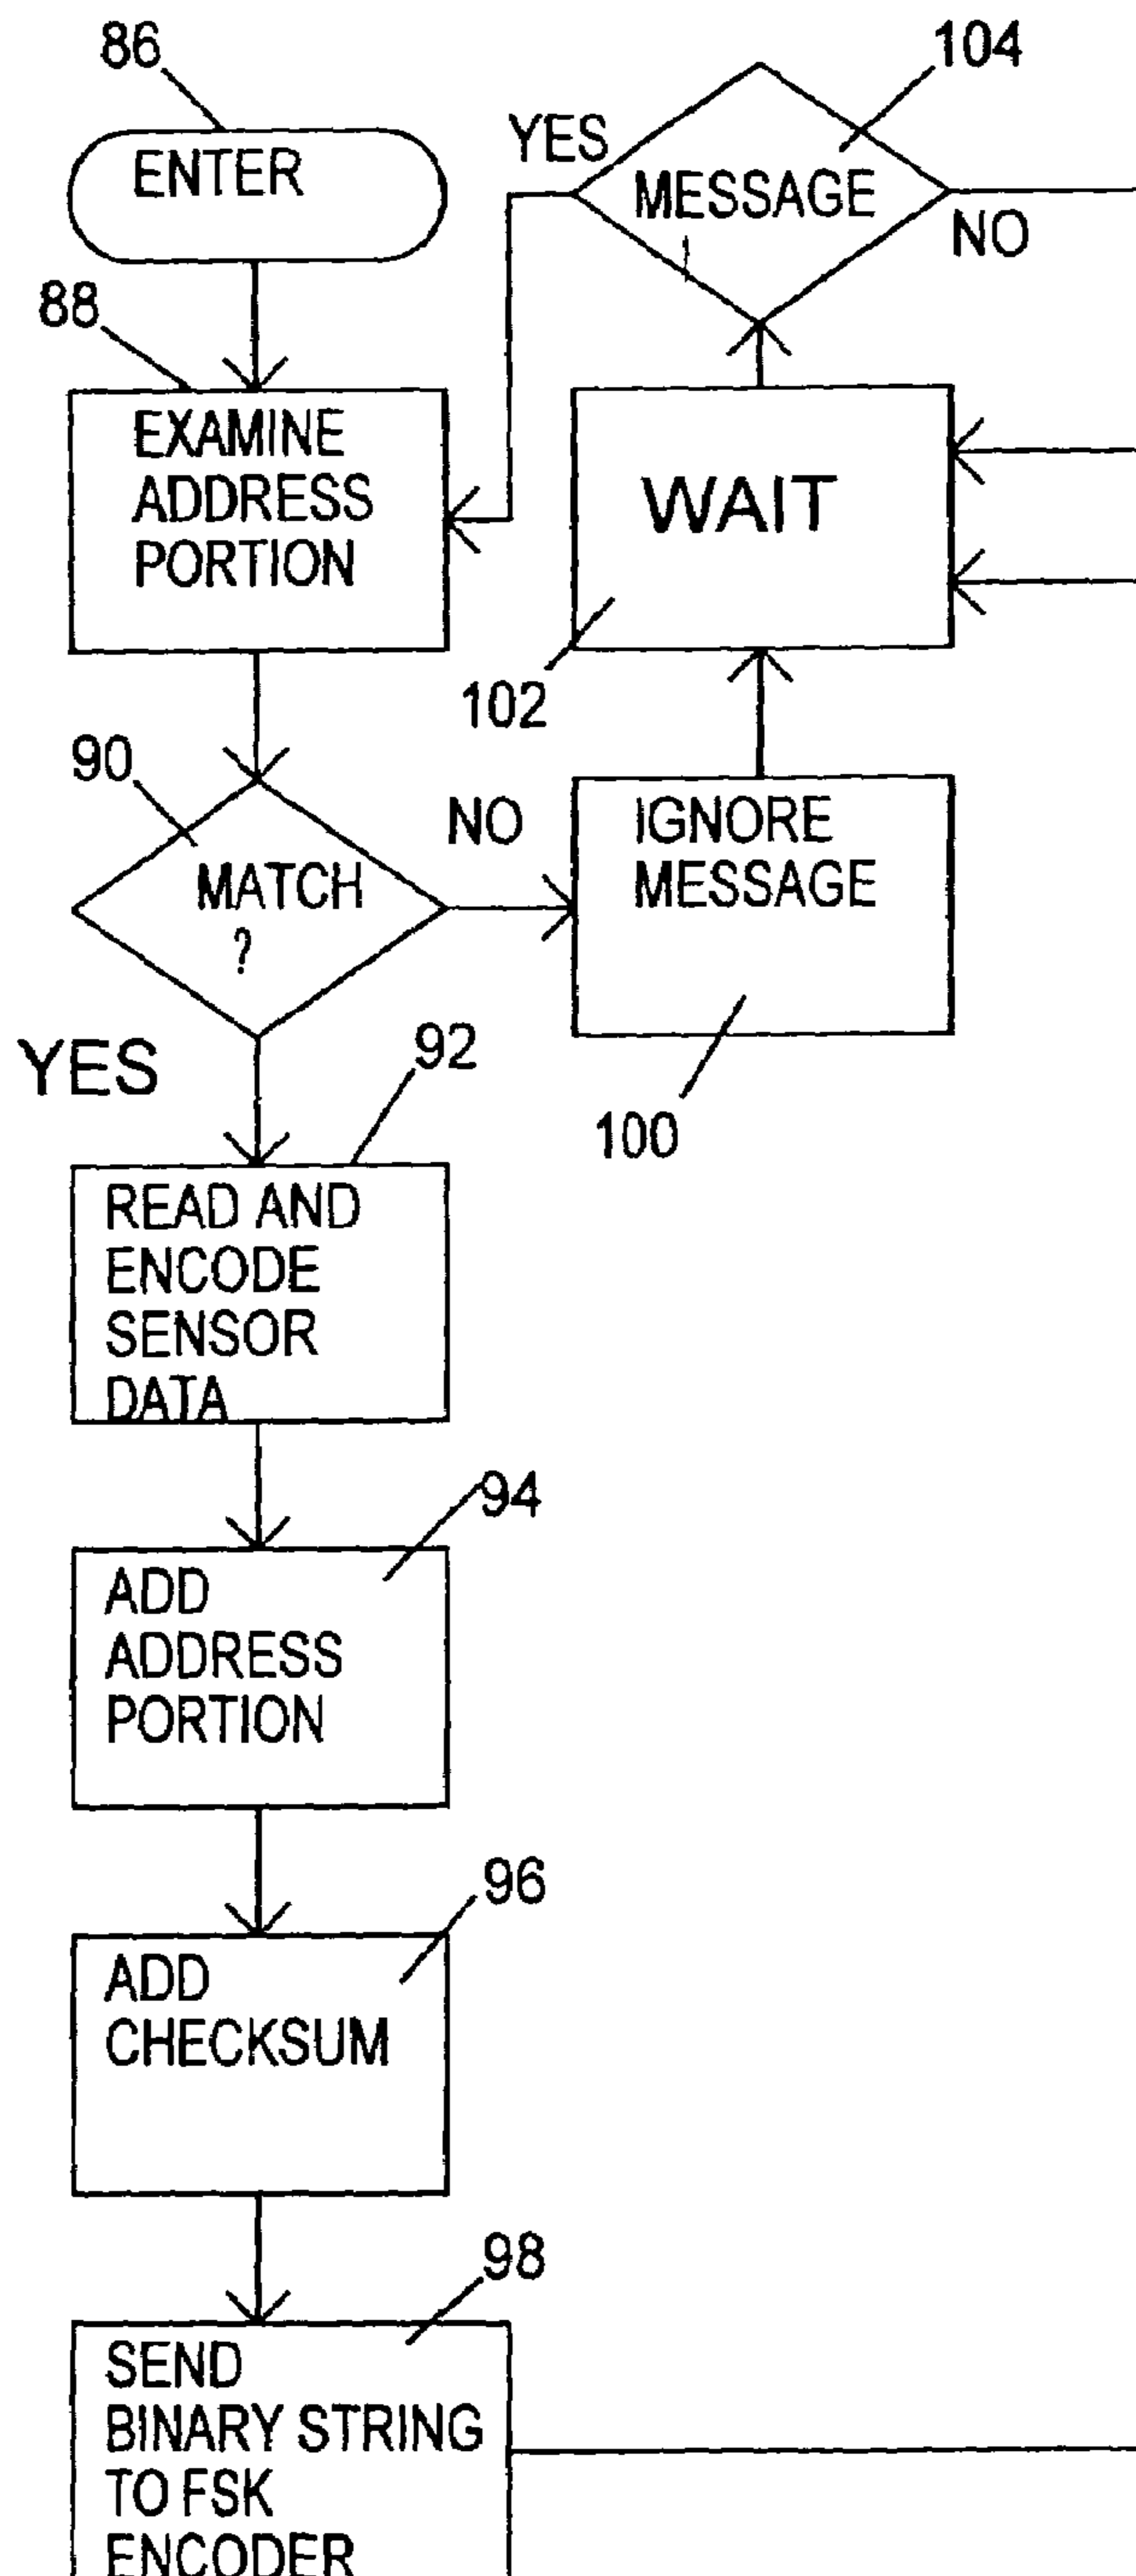 86
ENTER
88
EXAMINE
ADDRESS
PORTION
90
MATCH
?
YES
NO
92
READ AND
ENCODE
SENSOR
DATA
94
ADD
ADDRESS
PORTION
96
ADD
CHECKSUM
98
SEND
BINARY STRING
TO FSK
ENCODER
104
YES
MESSAGE
NO
WAIT
102
IGNORE
MESSAGE
100